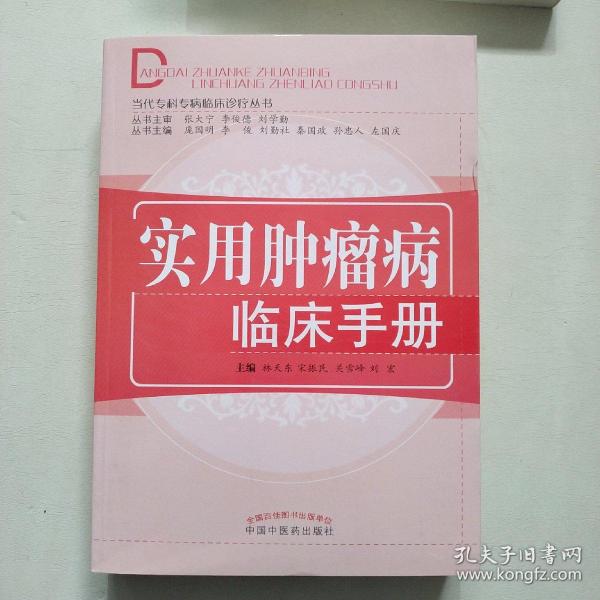 DANGDAI ZHUANKE ZHUANBING
LINCHUANG ZHENLIAO CONGSHU
当代专科专病临床诊疗丛书
丛书主审 张大宁 李俊德 刘学勤
丛书主编 庞国明 李俊 刘勤社 秦国政 孙忠人 左国庆
实用肿瘤病
临床手册
主编 林天东 宋振民 关雪峰 刘宏
全国百佳图书出版单位
中国中医药出版社
孔夫子旧书网
www.kongfz.com